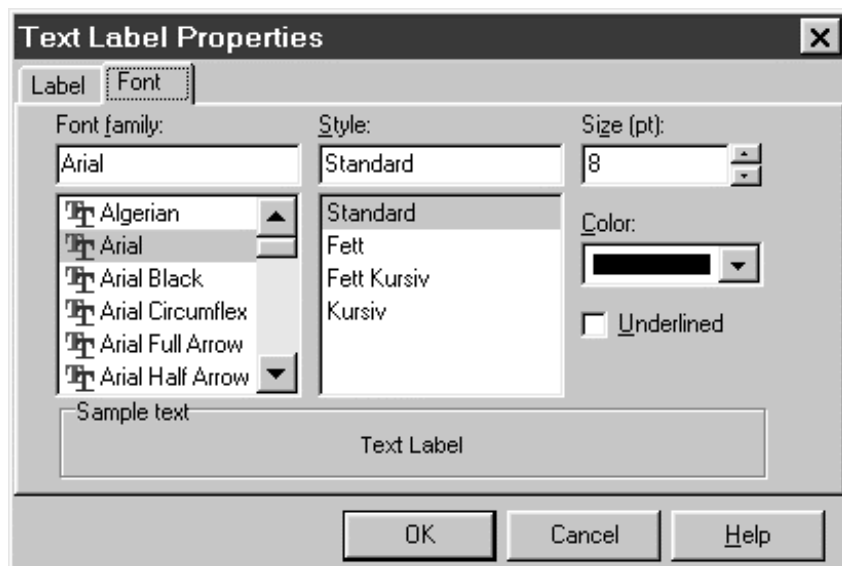 Text Label Properties
Label Font
Font family: Style: Size (pt):
Arial Standard 8
Algerian Standard
Arial Fett
Arial Black Fett Kursiv
Arial Circumflex Kursiv
Arial Full Arrow
Arial Half Arrow
Color:
Underlined
Sample text
Text Label
OK Cancel Help